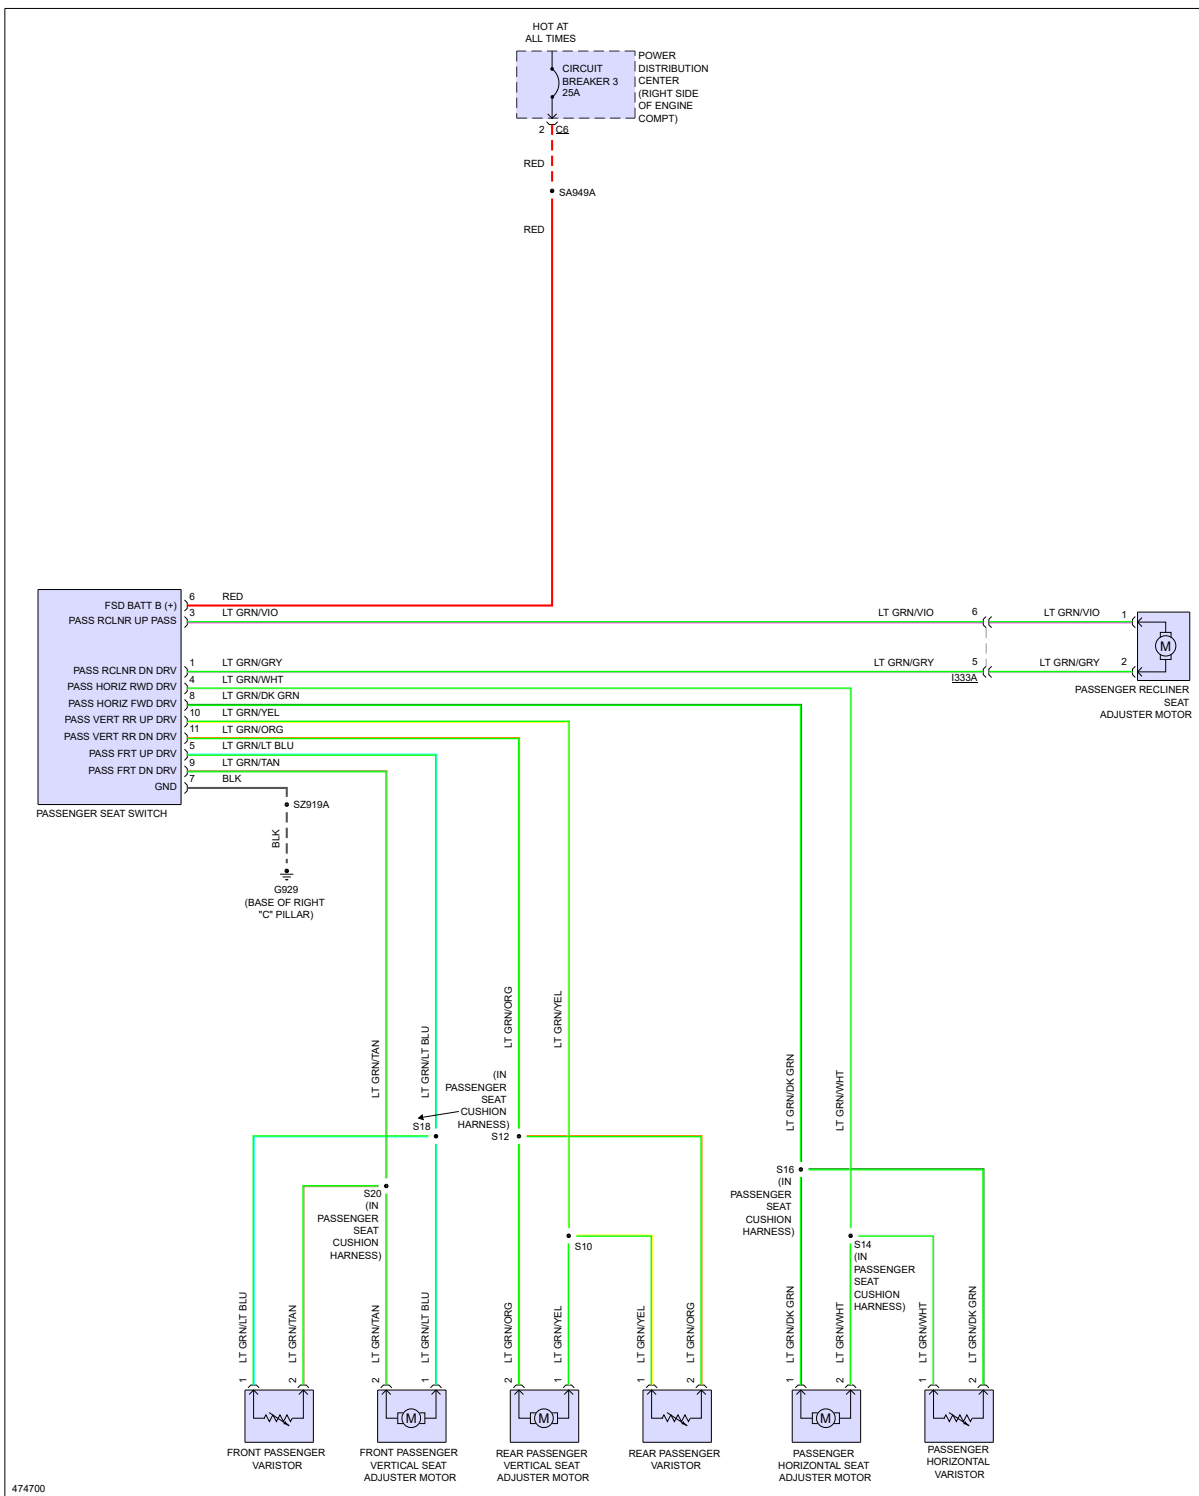 HOT AT
ALL TIMES
CIRCUIT
BREAKER 3
25A
POWER
DISTRIBUTION
CENTER
(RIGHT SIDE
OF ENGINE
COMPT)
2 C6
RED
SA949A
RED
FSD BATT B (+) 6 RED
PASS RCLNR UP PASS 3 LT GRN/VIO
LT GRN/VIO 6 LT GRN/VIO 1
PASS RCLNR DN DRV 1 LT GRN/GRY
LT GRN/GRY 5 LT GRN/GRY 2
I333A
M
PASSENGER RECLINER
SEAT
ADJUSTER MOTOR
PASS HORIZ RWD DRV 4 LT GRN/WHT
PASS HORIZ FWD DRV 8 LT GRN/DK GRN
PASS VERT RR UP DRV 10 LT GRN/YEL
PASS VERT RR DN DRV 11 LT GRN/ORG
PASS FRT UP DRV 5 LT GRN/LT BLU
PASS FRT DN DRV 9 LT GRN/TAN
GND 7 BLK
PASSENGER SEAT SWITCH
SZ919A
BLK
G929
(BASE OF RIGHT
"C" PILLAR)
LT GRN/TAN
LT GRN/LT BLU
LT GRN/ORG
LT GRN/YEL
LT GRN/DK GRN
LT GRN/WHT
(IN
PASSENGER
SEAT
CUSHION
HARNESS)
S18
S12
S20
(IN
PASSENGER
SEAT
CUSHION
HARNESS)
S10
S16
(IN
PASSENGER
SEAT
CUSHION
HARNESS)
S14
(IN
PASSENGER
SEAT
CUSHION
HARNESS)
LT GRN/LT BLU
LT GRN/TAN
LT GRN/TAN
LT GRN/LT BLU
LT GRN/ORG
LT GRN/YEL
LT GRN/YEL
LT GRN/ORG
LT GRN/DK GRN
LT GRN/WHT
LT GRN/WHT
LT GRN/DK GRN
1 2 2 1 2 1 1 2 1 2 1 2
M
M
M
FRONT PASSENGER
VARISTOR
FRONT PASSENGER
VERTICAL SEAT
ADJUSTER MOTOR
REAR PASSENGER
VERTICAL SEAT
ADJUSTER MOTOR
REAR PASSENGER
VARISTOR
PASSENGER
HORIZONTAL SEAT
ADJUSTER MOTOR
PASSENGER
HORIZONTAL
VARISTOR
474700